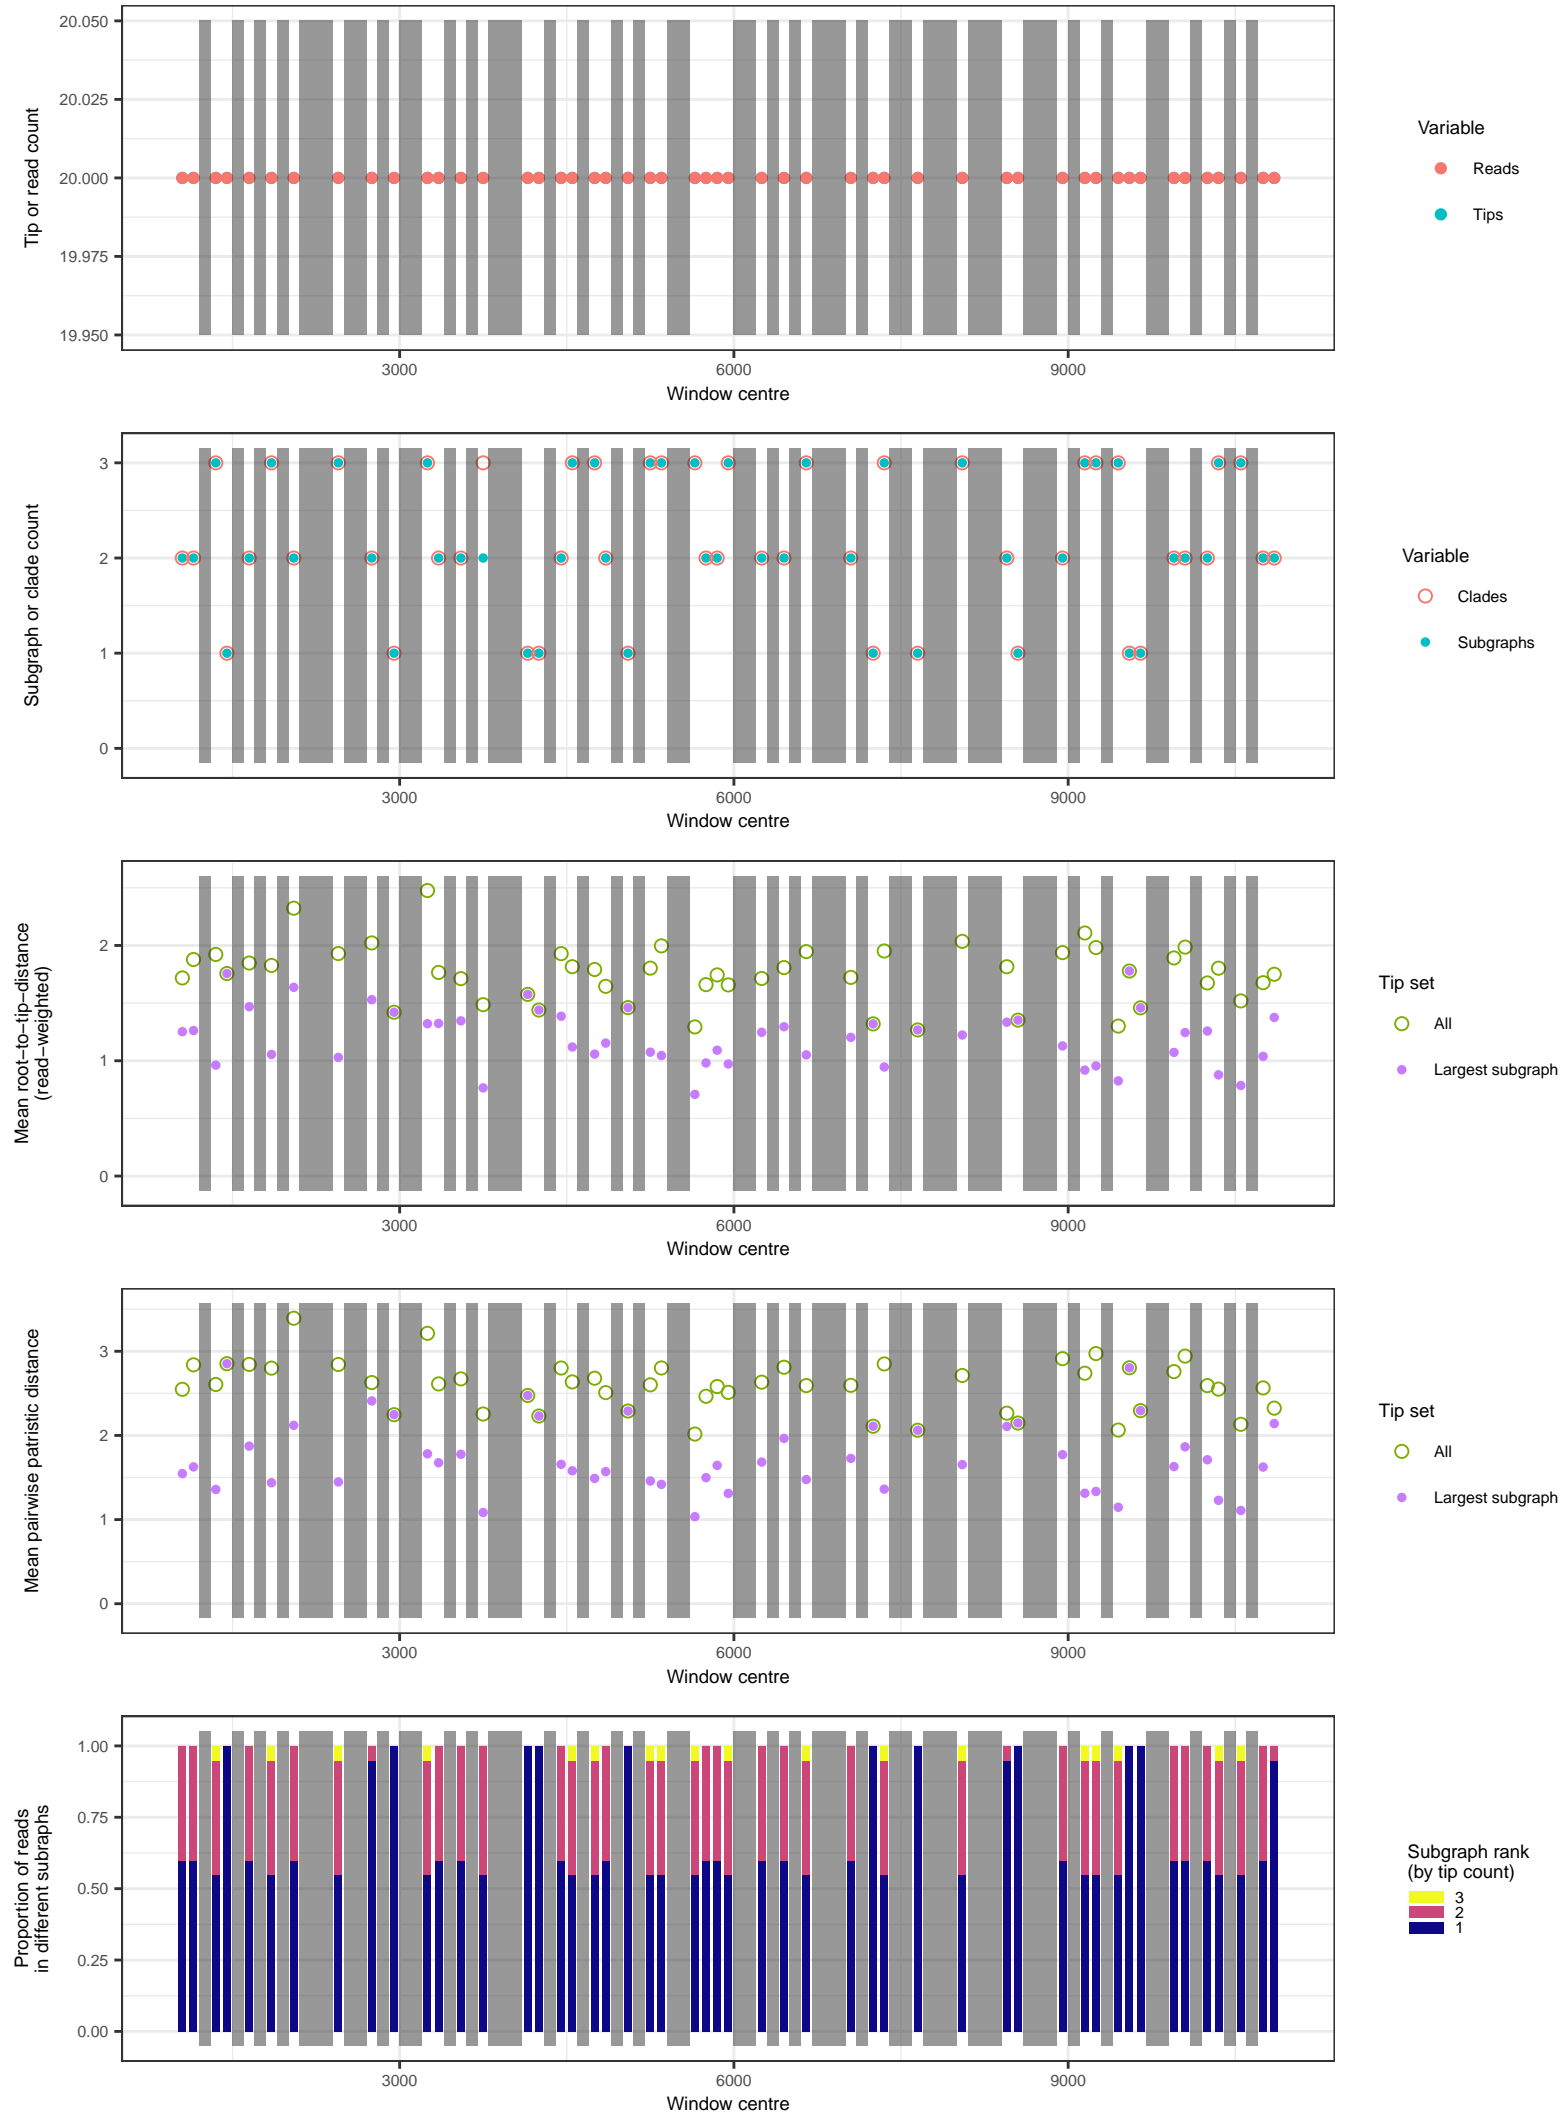 20.050
20.025
20.000
19.975
19.950
Tip or read count
3000
6000
9000
Window centre
Variable
Reads
Tips
3
2
1
0
Subgraph or clade count
3000
6000
9000
Window centre
Variable
Clades
Subgraphs
2
1
0
Mean root−to−tip−distance
(read−weighted)
3000
6000
9000
Window centre
Tip set
All
Largest subgraph
3
2
1
0
Mean pairwise patristic distance
3000
6000
9000
Window centre
Tip set
All
Largest subgraph
1.00
0.75
0.50
0.25
0.00
Proportion of reads
in different subraphs
3000
6000
9000
Window centre
Subgraph rank
(by tip count)
3
2
1